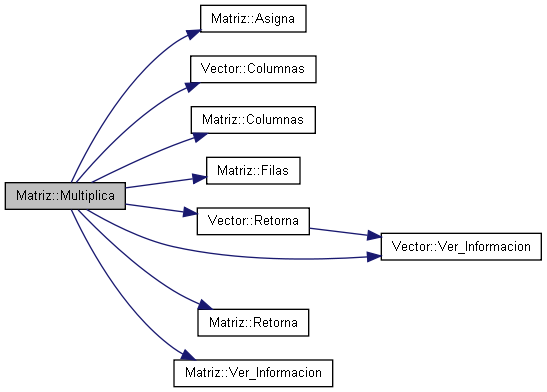 Matriz::Asigna
Vector::Columnas
Matriz::Columnas
Matriz::Filas
Matriz::Multiplica
Vector::Retorna
Vector::Ver_Informacion
Matriz::Retorna
Matriz::Ver_Informacion